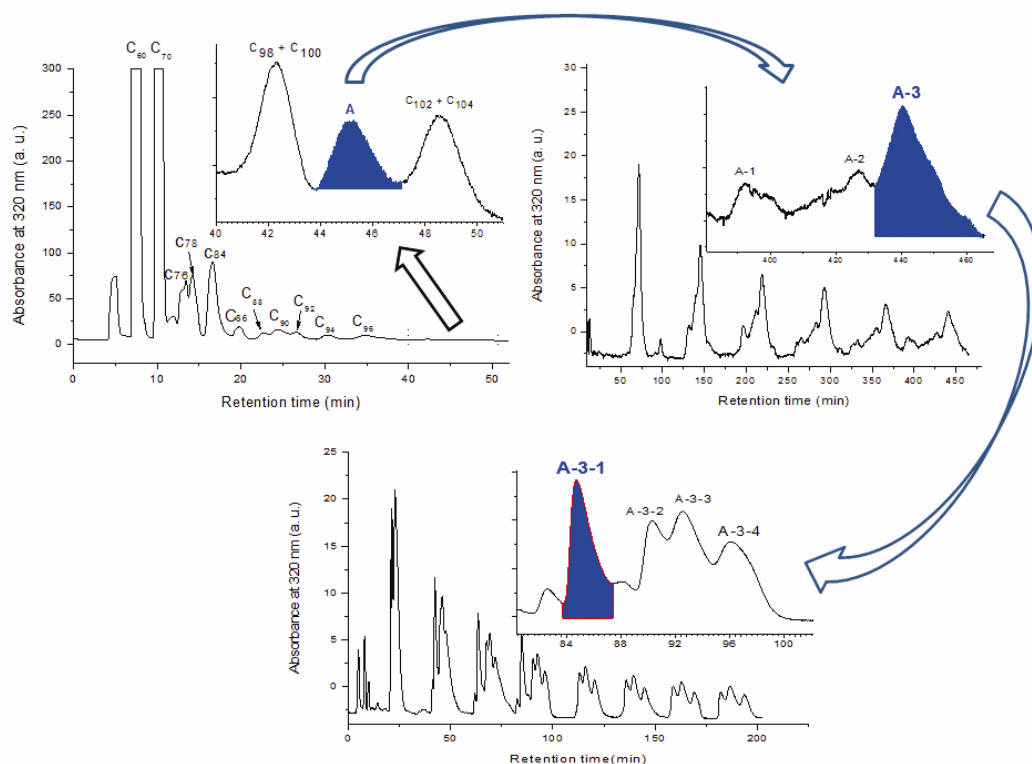 C60 C70
C98 + C100
A
C102 + C104
300
250
200
150
100
50
0
Absorbance at 320 nm (a. u.)
40 42 44 46 48 50
C76 C78 C84
C86 C88 C90 C92 C94 C96
0 10 20 30 40 50
Retention time (min)
30
25
20
15
10
5
0
Absorbance at 320 nm (a. u.)
A-3
A-1
A-2
400 420 440 460
50 100 150 200 250 300 350 400 450
Retention time (min)
25
20
15
10
5
0
Absorbance at 320 nm (a. u.)
A-3-1
A-3-2
A-3-3
A-3-4
84 88 92 96 100
0 50 100 150 200
Retention time(min)